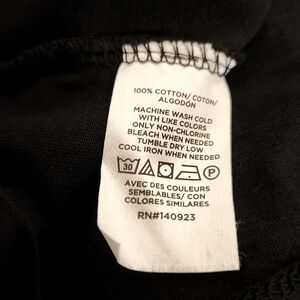 100% COTTON/ COTON/
ALGODÓN
MACHINE WASH COLD
WITH LIKE COLORS
ONLY NON-CHLORINE
BLEACH WHEN NEEDED
TUMBLE DRY LOW
COOL IRON WHEN NEEDED
30 P
AVEC DES COULEURS
SEMBLABLES/ CON
COLORES SIMILARES
RN#140923